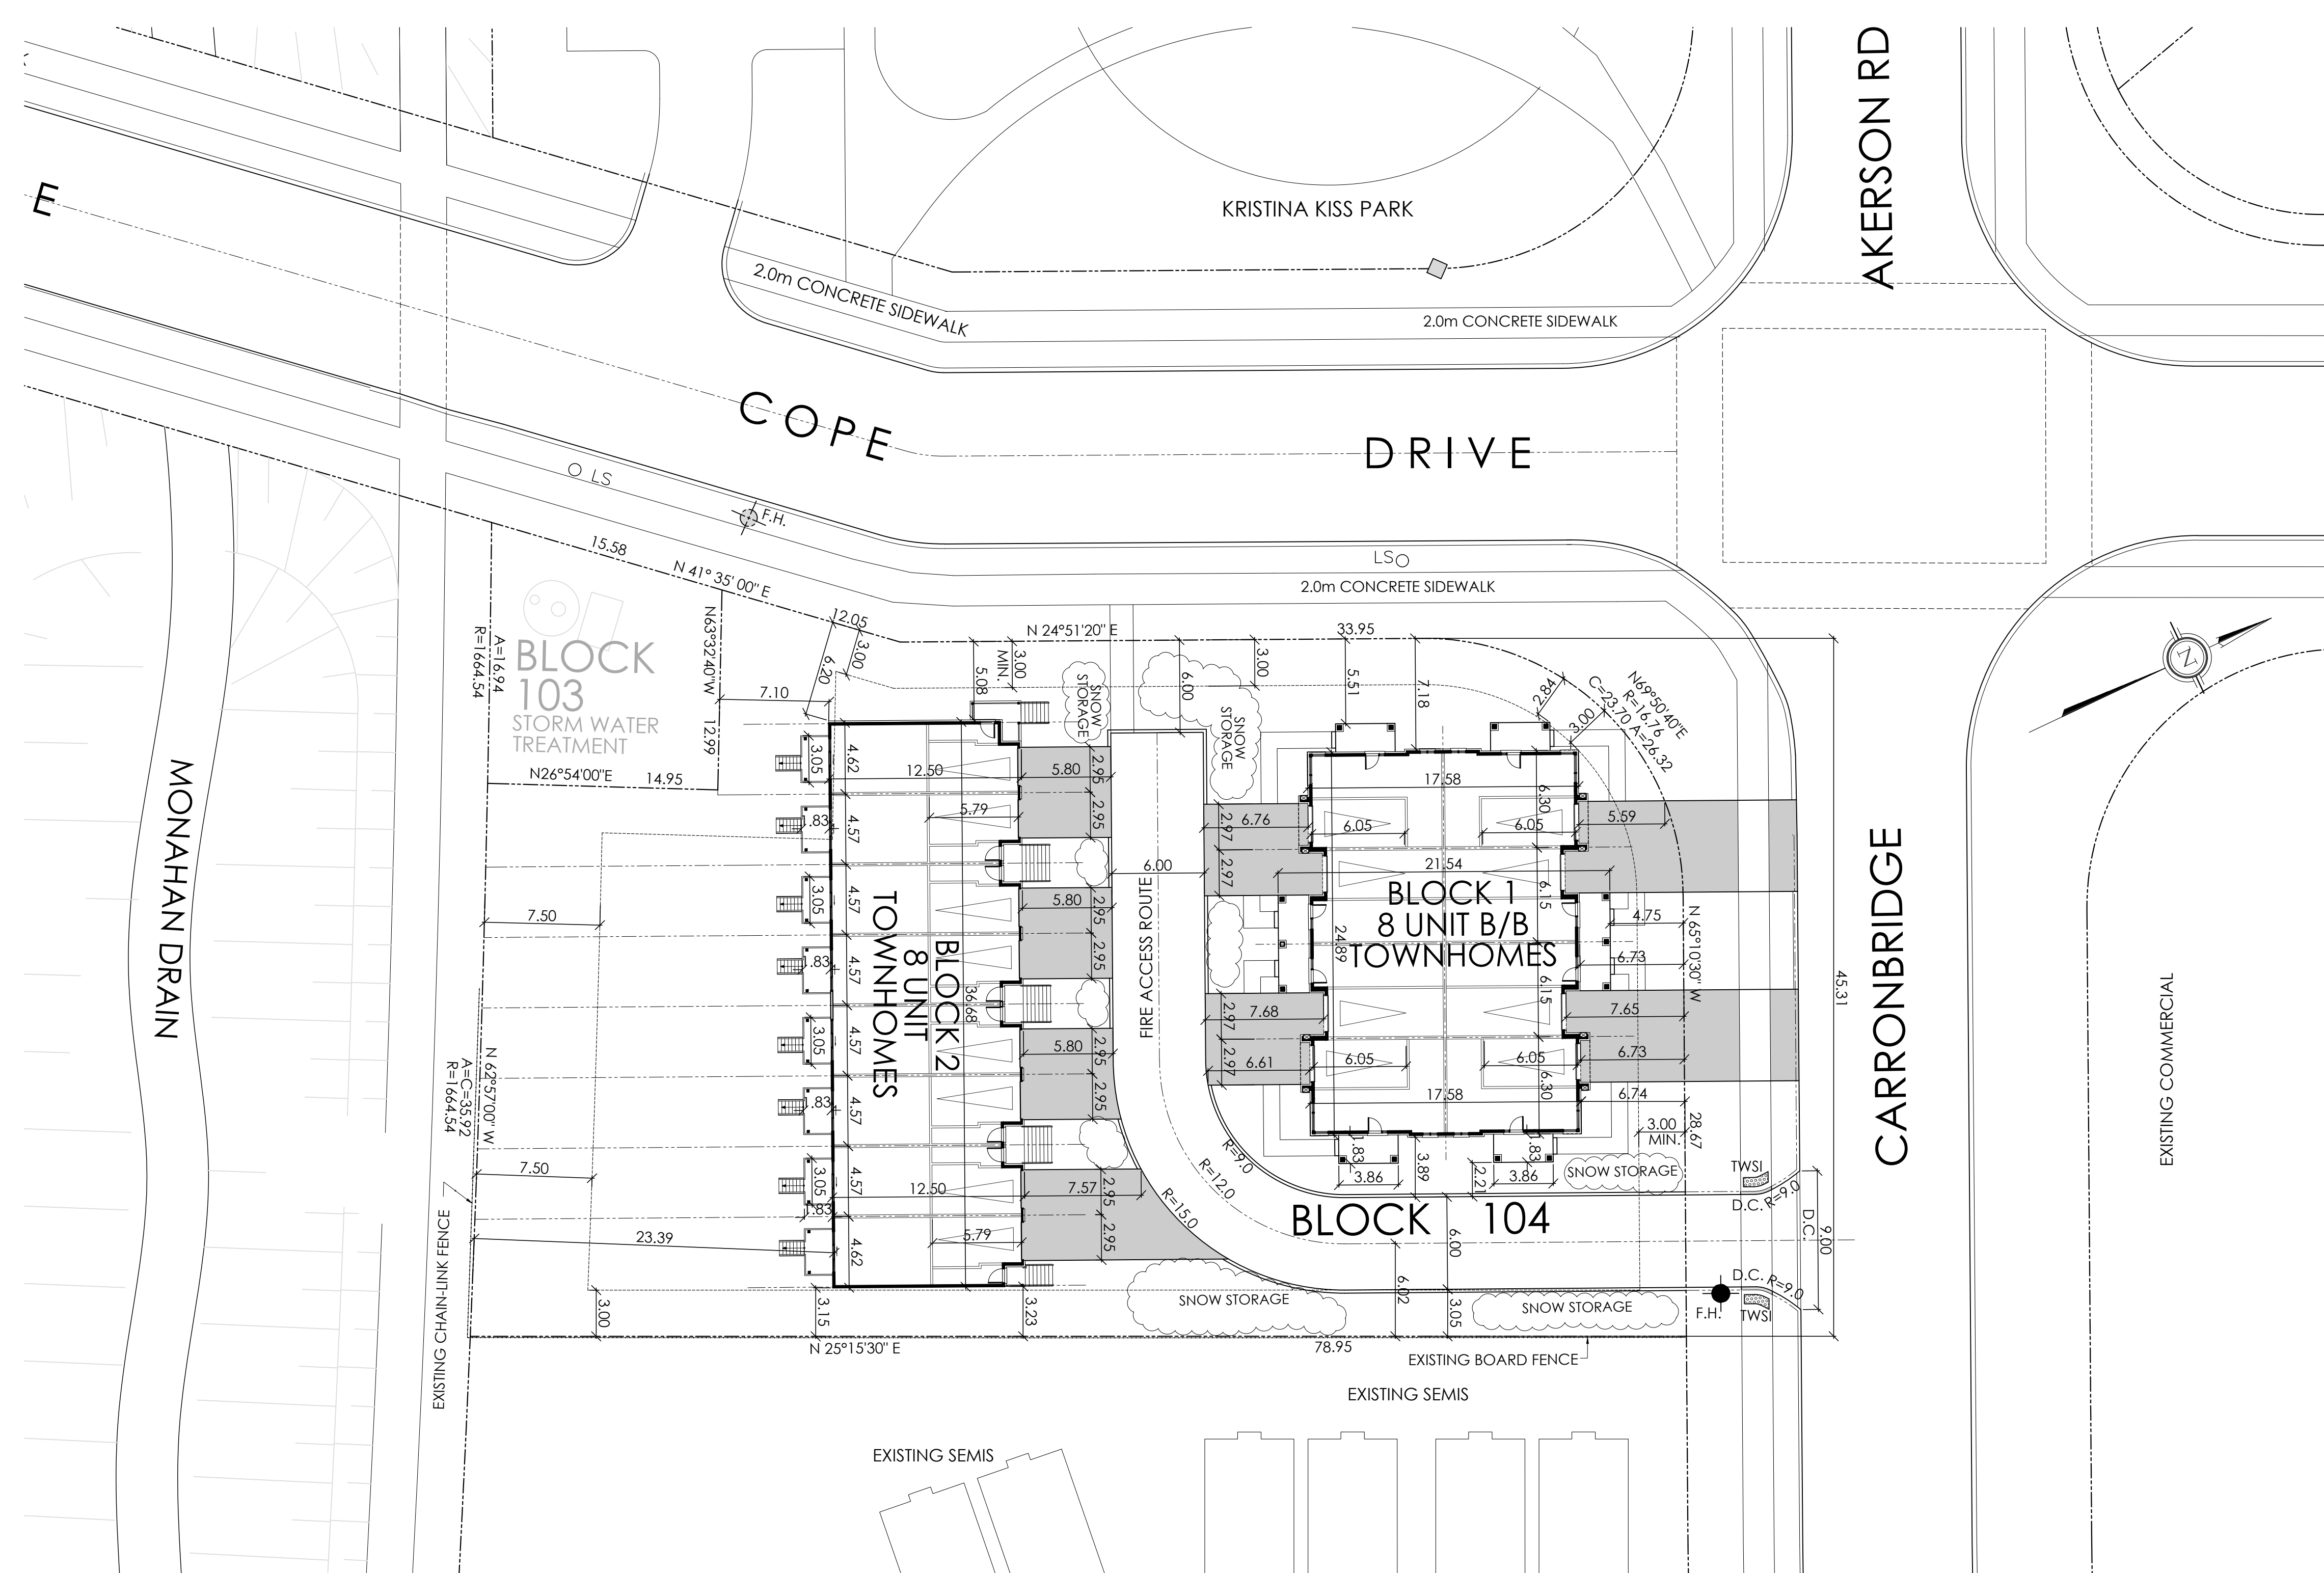 E
KRISTINA KISS PARK
AKERSON RD
2.0m CONCRETE SIDEWALK
2.0m CONCRETE SIDEWALK
COPE
DRIVE
LS
F.H.
LS
2.0m CONCRETE SIDEWALK
15.58
N 41° 35' 00" E
12.05
N 24°51'20" E
33.95
3.00
6.20
7.10
N63°32'40"W
12.99
A=16.94
R=1664.54
BLOCK
103
STORM WATER
TREATMENT
N26°54'00"E
14.95
5.08
3.00
MIN.
SNOW
STORAGE
6.00
3.00
SNOW
STORAGE
5.51
7.18
2.84
3.00
N69°50'40"E
R=16.76
C=23.70 A=26.32
N
MONAHAN DRAIN
3.05
4.62
12.50
5.80
2.95
5.79
2.95
1.83
4.57
3.05
4.57
5.80
2.95
2.95
1.83
4.57
3.05
4.57
5.80
2.95
2.95
1.83
4.57
3.05
4.57
12.50
7.57
2.95
1.83
5.79
2.95
4.62
BLOCK 2
8 UNIT
TOWNHOMES
36.68
6.00
FIRE ACCESS ROUTE
17.58
6.30
6.76
2.97
6.05
6.05
5.59
2.97
21.54
BLOCK 1
8 UNIT B/B
TOWNHOMES
6.15
24.89
4.75
6.73
N 65°10'30" W
6.15
7.68
2.97
7.65
2.97
6.61
6.05
6.05
6.73
17.58
6.30
6.74
28.67
3.00
MIN.
45.31
CARRONBRIDGE
EXISTING COMMERCIAL
7.50
N 62°57'00" W
A=C=35.92
R=1664.54
7.50
EXISTING CHAIN-LINK FENCE
23.39
3.00
3.15
3.23
R=9.0
R=12.0
R=15.0
1.83
3.86
3.89
2.21
1.83
3.86
SNOW STORAGE
TWSI
D.C.
R=9.0
BLOCK 104
6.00
D.C.
9.00
SNOW STORAGE
6.02
3.05
SNOW STORAGE
D.C.
R=9.0
F.H.
TWSI
N 25°15'30" E
78.95
EXISTING BOARD FENCE
EXISTING SEMIS
EXISTING SEMIS